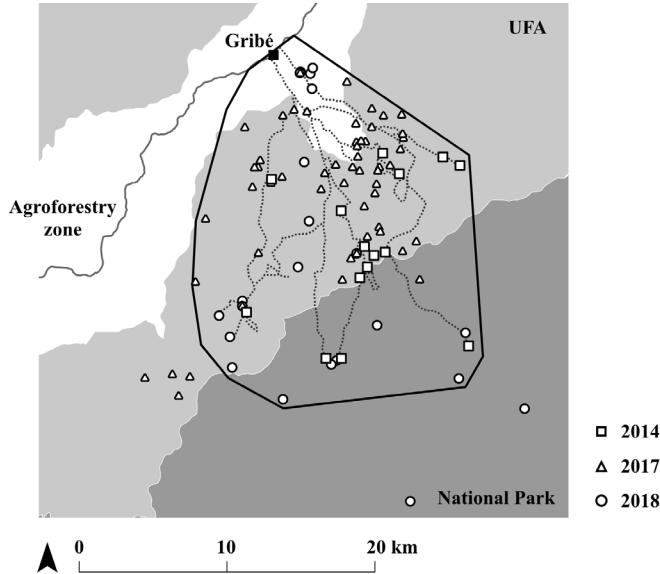 UFA
Gribé
Agroforestry
zone
2014
2017
2018
National Park
0 10 20 km